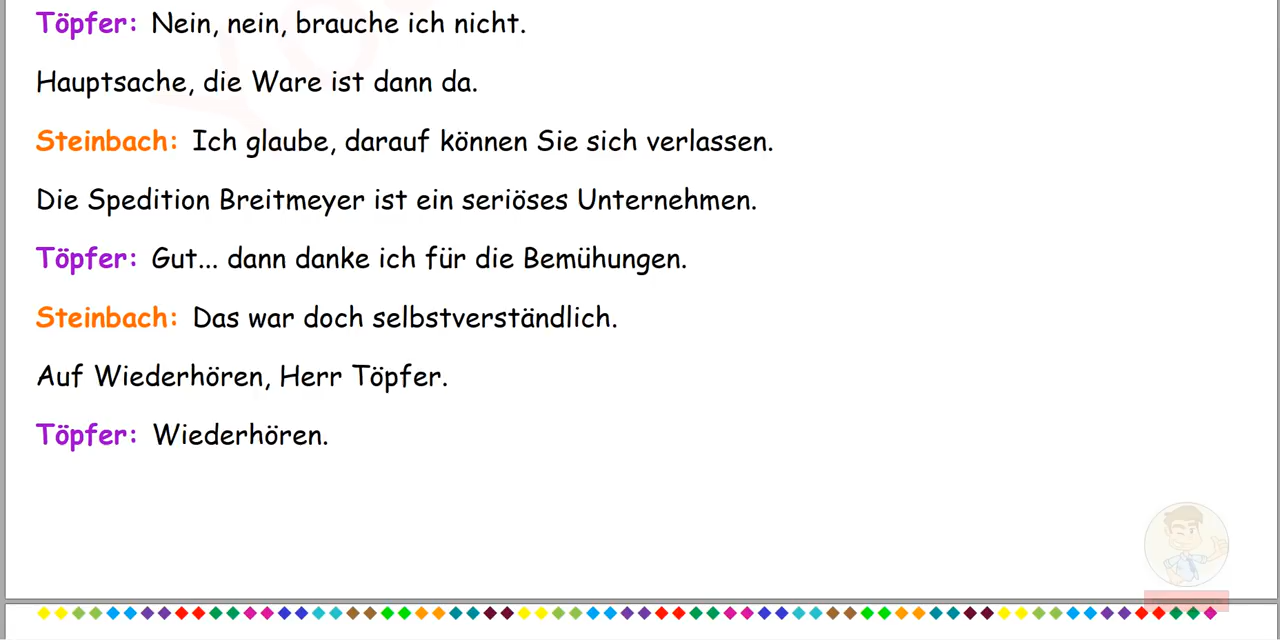 Töpfer: Nein, nein, brauche ich nicht.
Hauptsache, die Ware ist dann da.
Steinbach: Ich glaube, darauf können Sie sich verlassen.
Die Spedition Breitmeyer ist ein seriöses Unternehmen.
Töpfer: Gut... dann danke ich für die Bemühungen.
Steinbach: Das war doch selbstverständlich.
Auf Wiederhören, Herr Töpfer.
Töpfer: Wiederhören.